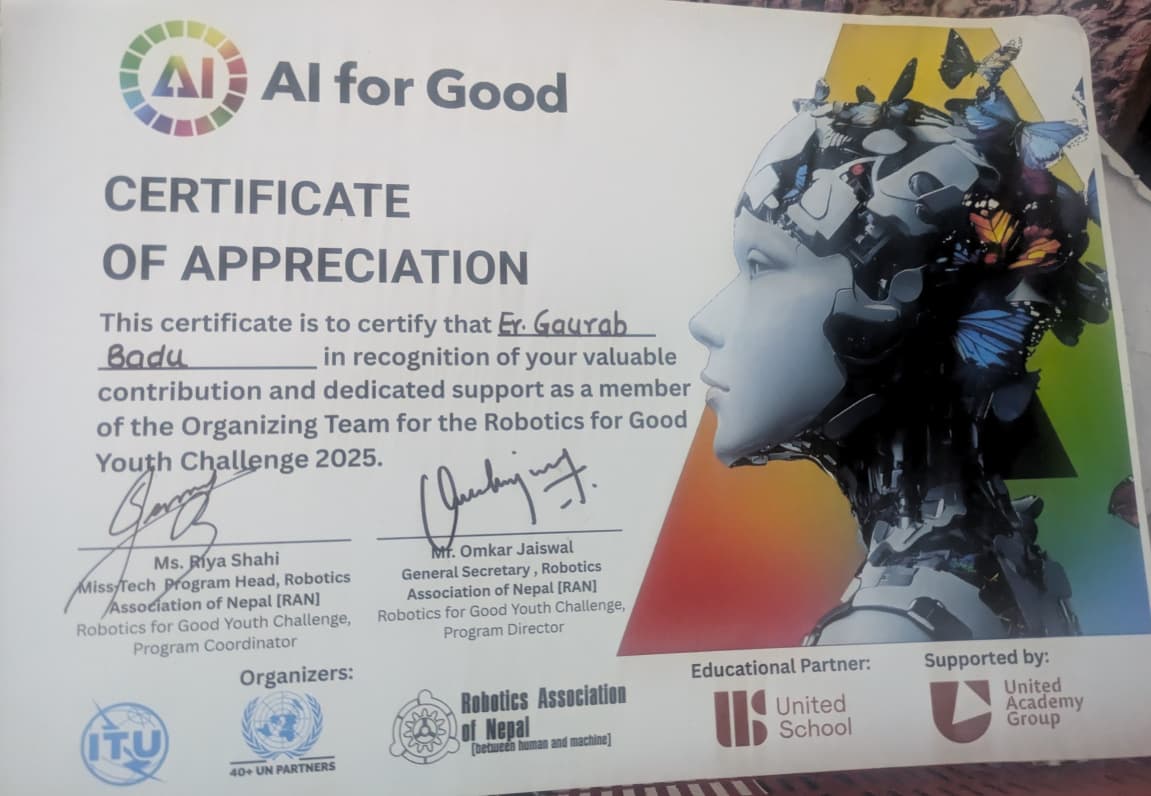 AI
AI for Good
CERTIFICATE
OF APPRECIATION
This certificate is to certify that Er. Gaurab
Badu in recognition of your valuable
contribution and dedicated support as a member
of the Organizing Team for the Robotics for Good
Youth Challenge 2025.
Ms. Riya Shahi
Miss-Tech Program Head, Robotics
Association of Nepal [RAN]
Robotics for Good Youth Challenge,
Program Coordinator
Mr. Omkar Jaiswal
General Secretary , Robotics
Association of Nepal [RAN]
Robotics for Good Youth Challenge,
Program Director
Organizers:
ITU
40+ UN PARTNERS
Robotics Association
of Nepal
[between human and machine]
Educational Partner:
United
School
Supported by:
United
Academy
Group